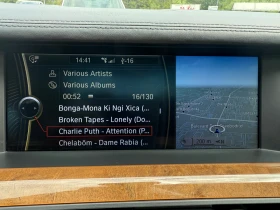 14:41
-16
Various Artists
Various Albums
00:52 16/130
Bonga-Mona Ki Ngi Xica (...
Broken Tapes - Lonely (Do...
Charlie Puth - Attention (P...
Chelabôm - Dame Rabia (...